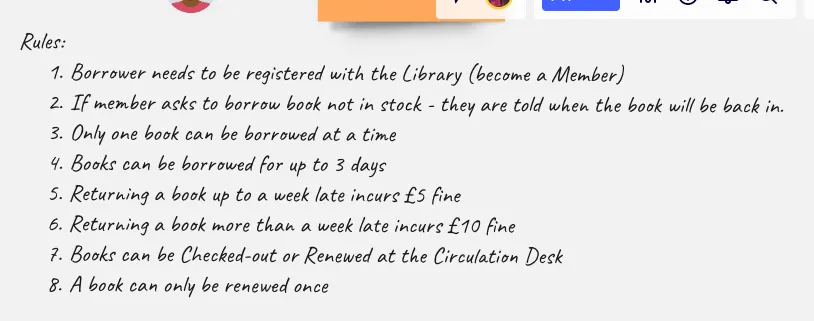 Rules:
1. Borrower needs to be registered with the Library (become a Member)
2. If member asks to borrow book not in stock - they are told when the book will be back in.
3. Only one book can be borrowed at a time
4. Books can be borrowed for up to 3 days
5. Returning a book up to a week late incurs £5 fine
6. Returning a book more than a week late incurs £10 fine
7. Books can be Checked-out or Renewed at the Circulation Desk
8. A book can only be renewed once